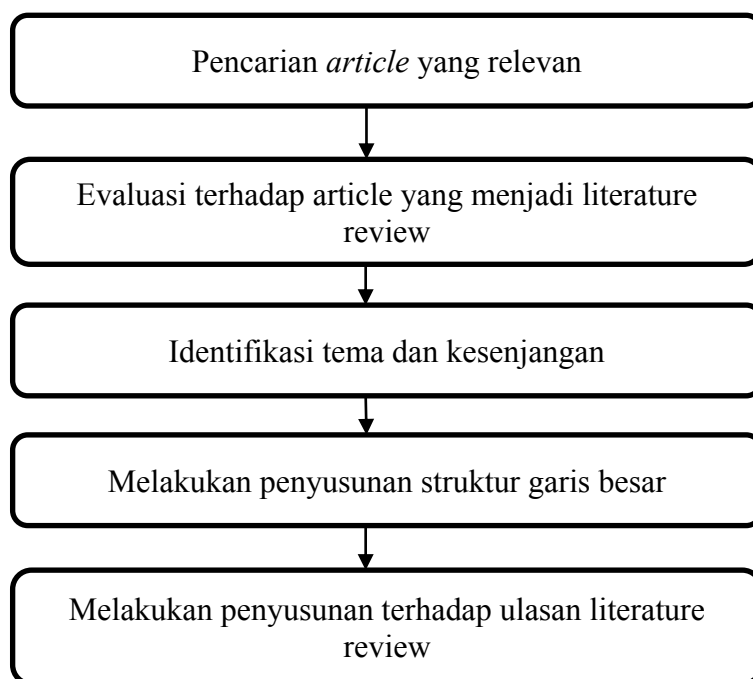 Pencarian article yang relevan
Evaluasi terhadap article yang menjadi literature
review
Identifikasi tema dan kesenjangan
Melakukan penyusunan struktur garis besar
Melakukan penyusunan terhadap ulasan literature
review